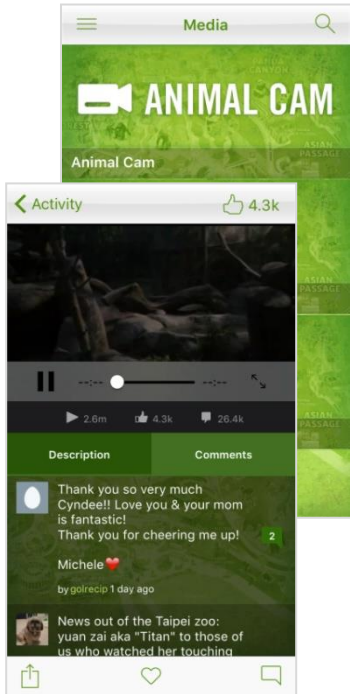 Media
PANDA
CANYON
ANIMAL CAM
ASIAN
PASSAGE
Animal Cam
ASIAN
PASSAGE
ASIAN
PASSAGE
Activity
4.3k
--:--
--:--
2.6m
4.3k
26.4k
Description
Comments
Thank you so very much
Cyndee!! Love you & your mom
is fantastic!
Thank you for cheering me up!
2
Michele❤️
by golrecip 1 day ago
News out of the Taipei zoo:
yuan zai aka "Titan" to those of
us who watched her touching